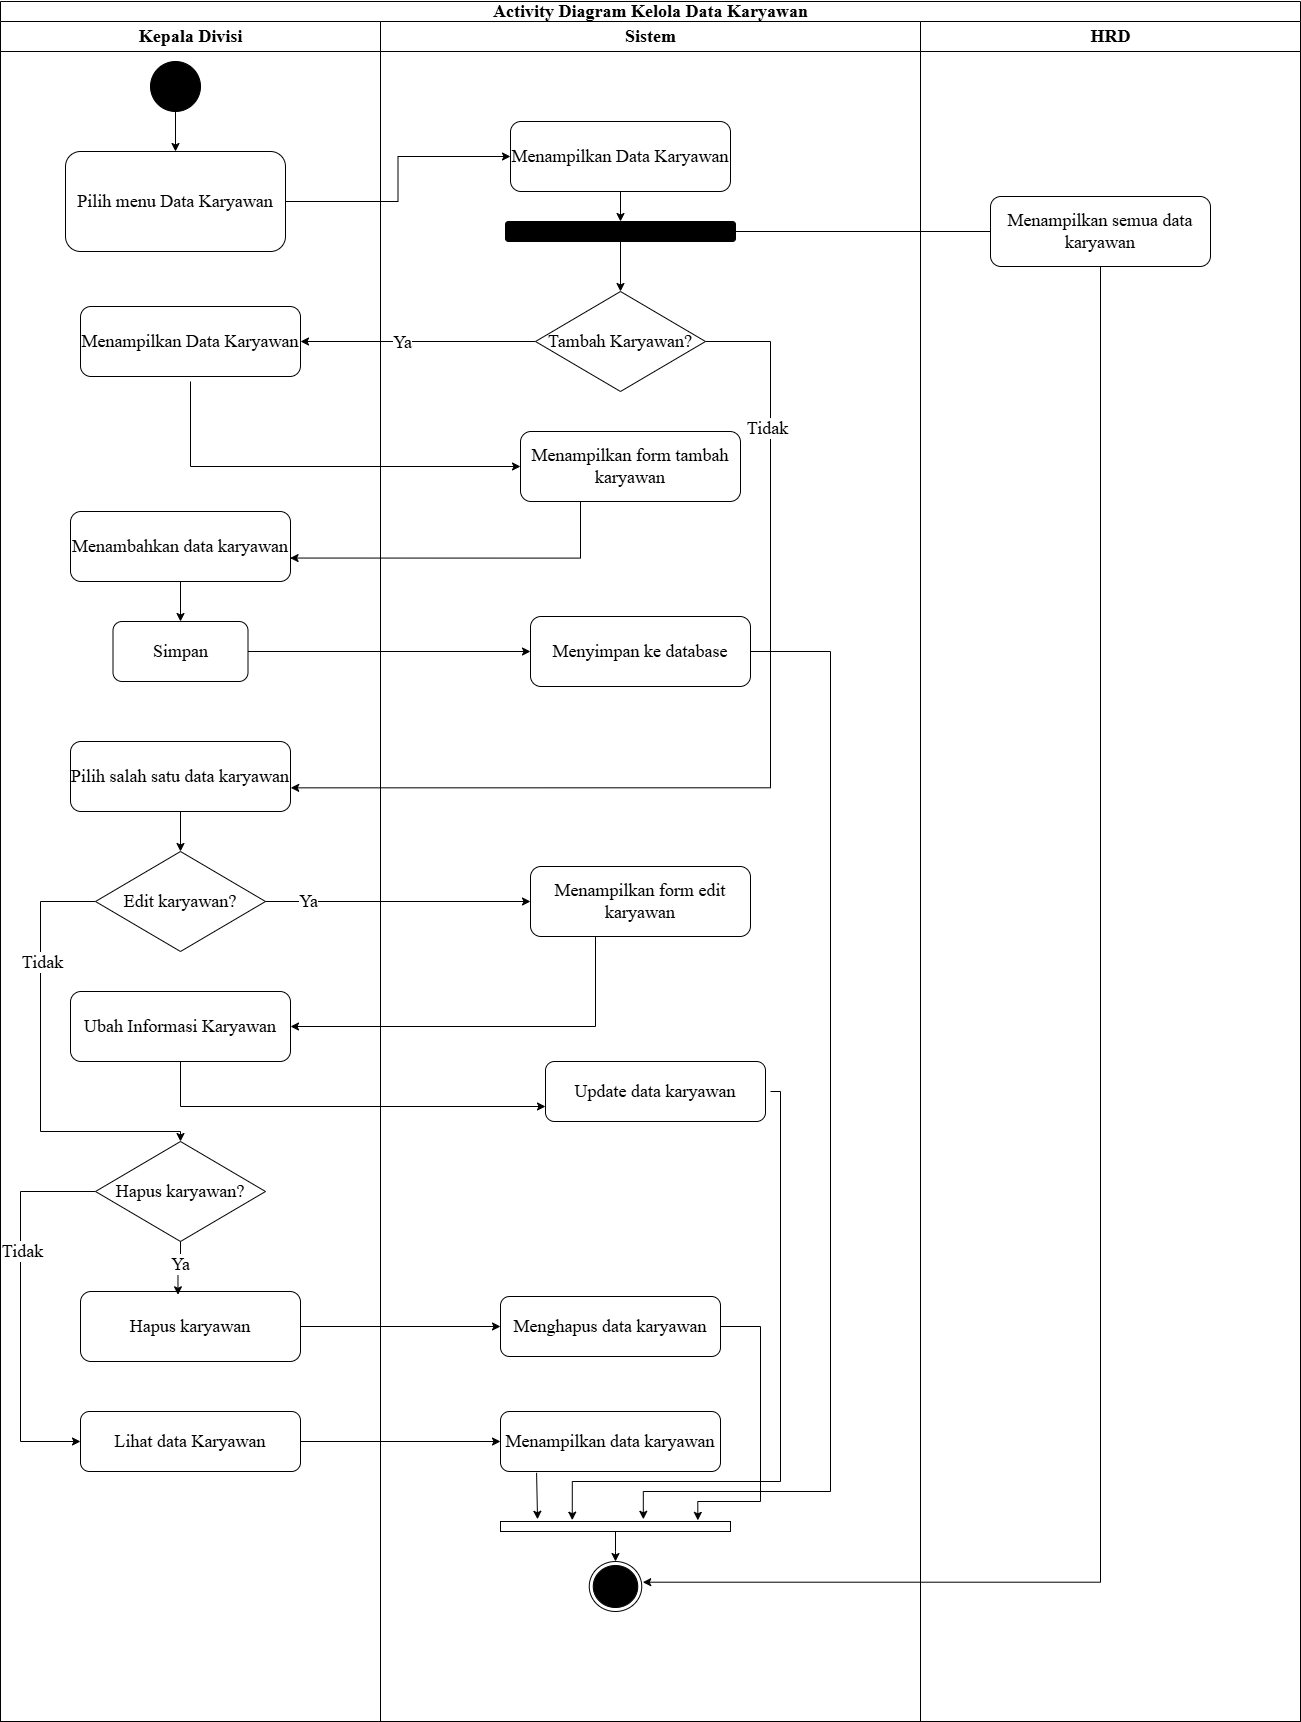 Activity Diagram Kelola Data Karyawan
Kepala Divisi
Sistem
HRD
Menampilkan Data Karyawan
Pilih menu Data Karyawan
Menampilkan semua data
karyawan
Menampilkan Data Karyawan
Ya
Tambah Karyawan?
Tidak
Menampilkan form tambah
karyawan
Menambahkan data karyawan
Simpan
Menyimpan ke database
Pilih salah satu data karyawan
Edit karyawan?
Ya
Menampilkan form edit
karyawan
Tidak
Ubah Informasi Karyawan
Update data karyawan
Hapus karyawan?
Tidak
Ya
Hapus karyawan
Menghapus data karyawan
Lihat data Karyawan
Menampilkan data karyawan